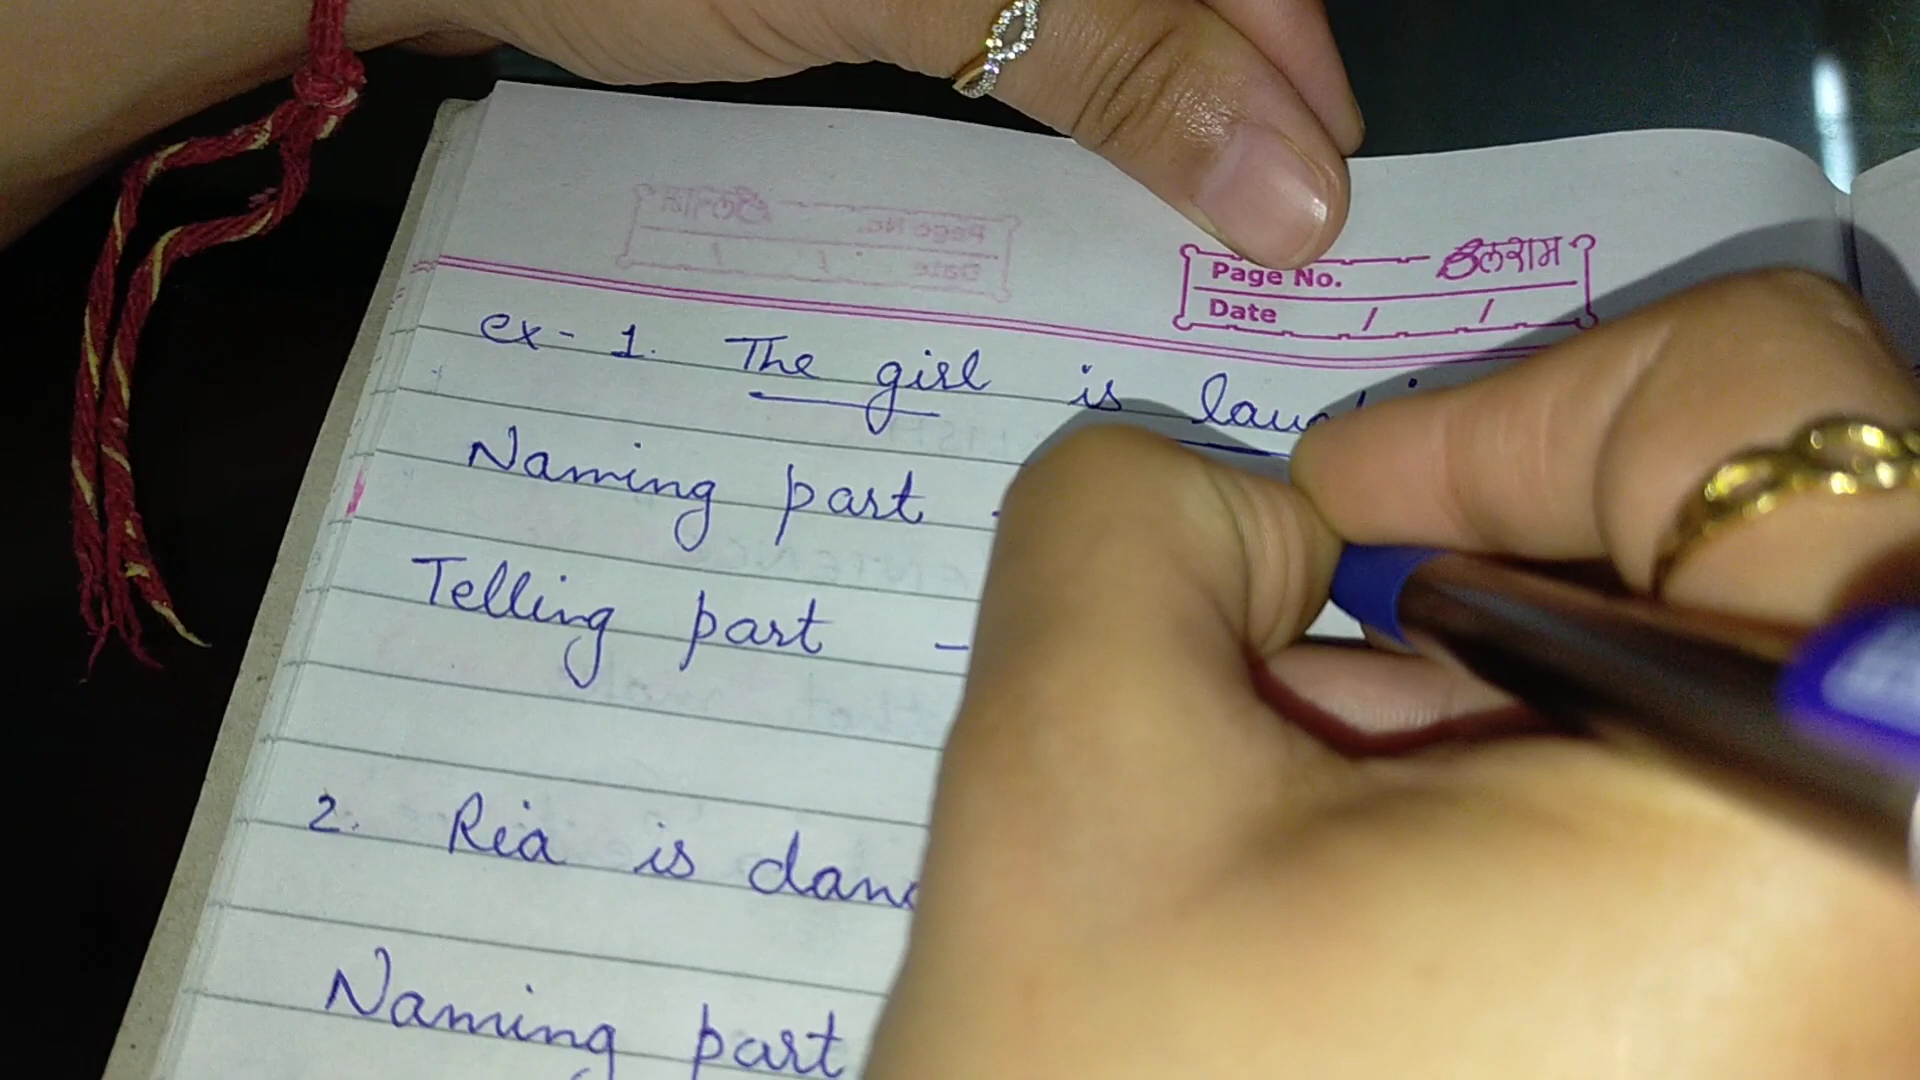 Page No.
Date / /
ex- 1. The girl is
Naming part -
Telling part -
2. Ria is
Naming part